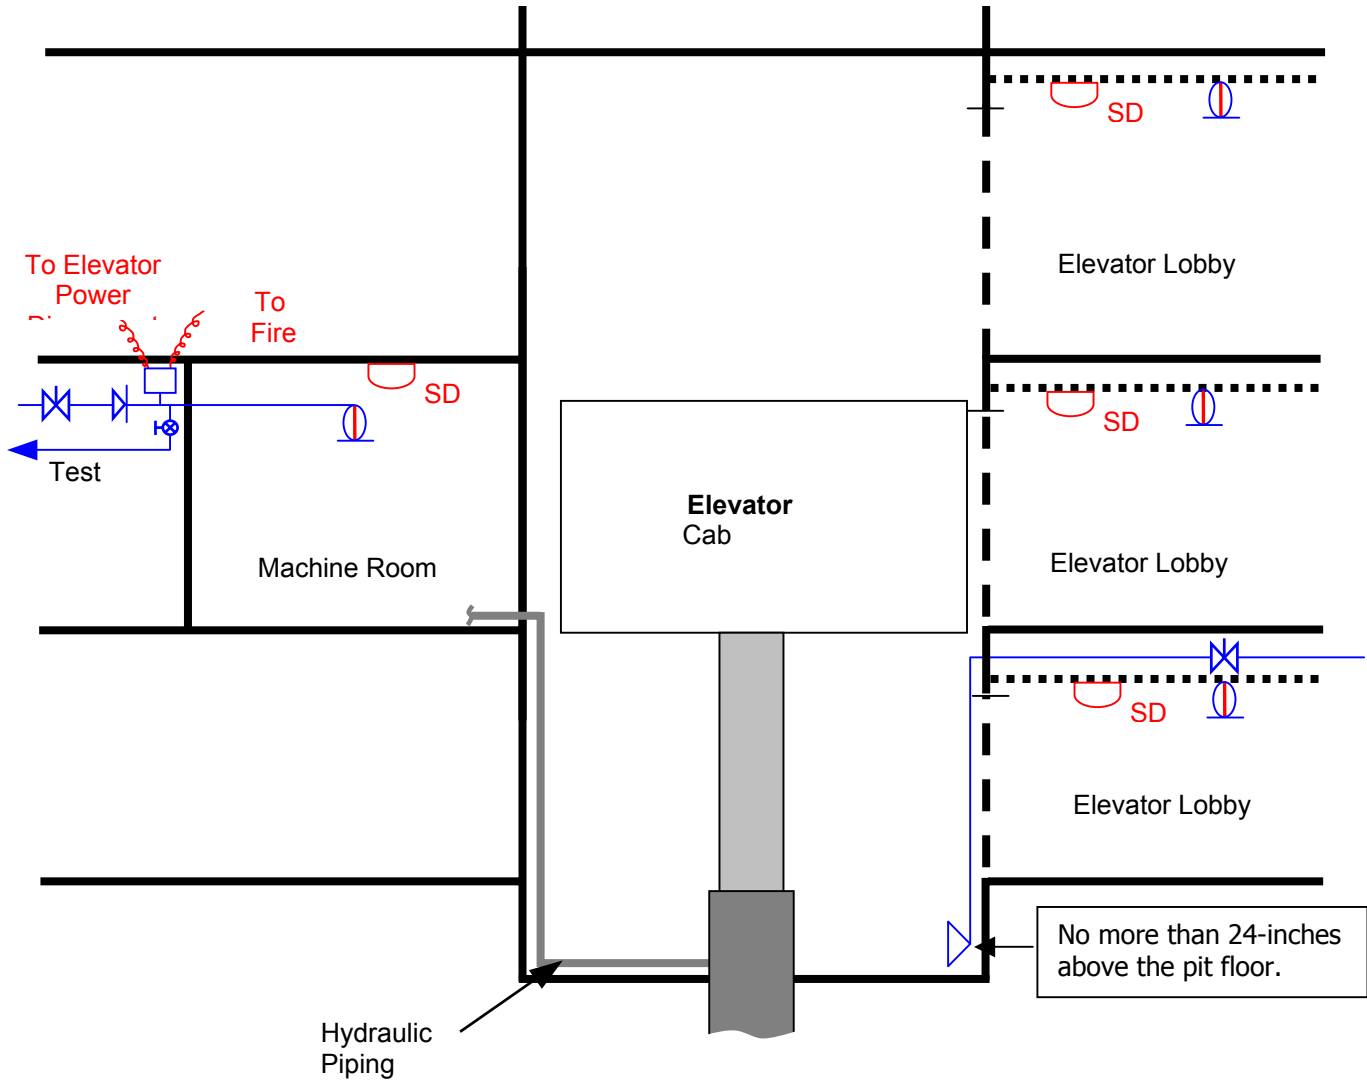 SD
Elevator Lobby
To Elevator
Power
To
Fire
SD
SD
Test
Elevator
Cab
Machine Room
Elevator Lobby
SD
Elevator Lobby
No more than 24-inches
above the pit floor.
Hydraulic
Piping